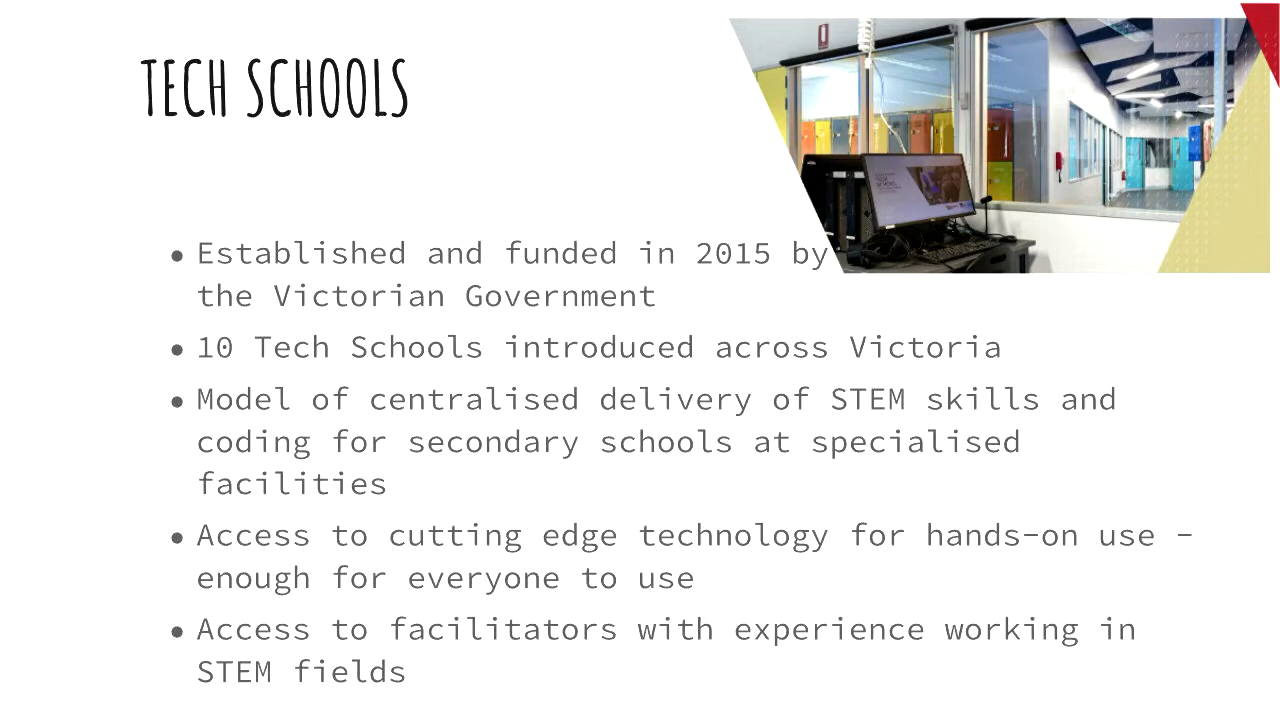 TECH SCHOOLS
• Established and funded in 2015 by
the Victorian Government
• 10 Tech Schools introduced across Victoria
• Model of centralised delivery of STEM skills and
coding for secondary schools at specialised
facilities
• Access to cutting edge technology for hands-on use –
enough for everyone to use
• Access to facilitators with experience working in
STEM fields